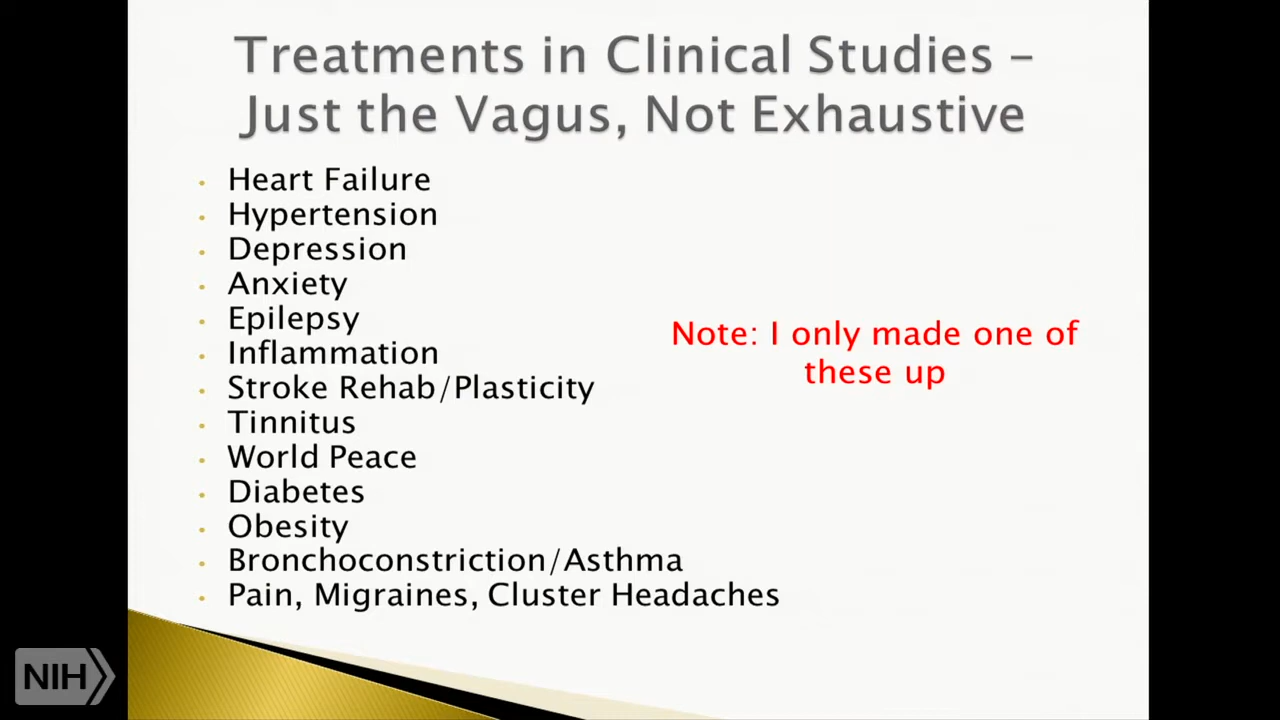 Treatments in Clinical Studies –
Just the Vagus, Not Exhaustive
• Heart Failure
• Hypertension
• Depression
• Anxiety
• Epilepsy
• Inflammation
• Stroke Rehab/Plasticity
• Tinnitus
• World Peace
• Diabetes
• Obesity
• Bronchoconstriction/Asthma
• Pain, Migraines, Cluster Headaches
Note: I only made one of
these up
NIH